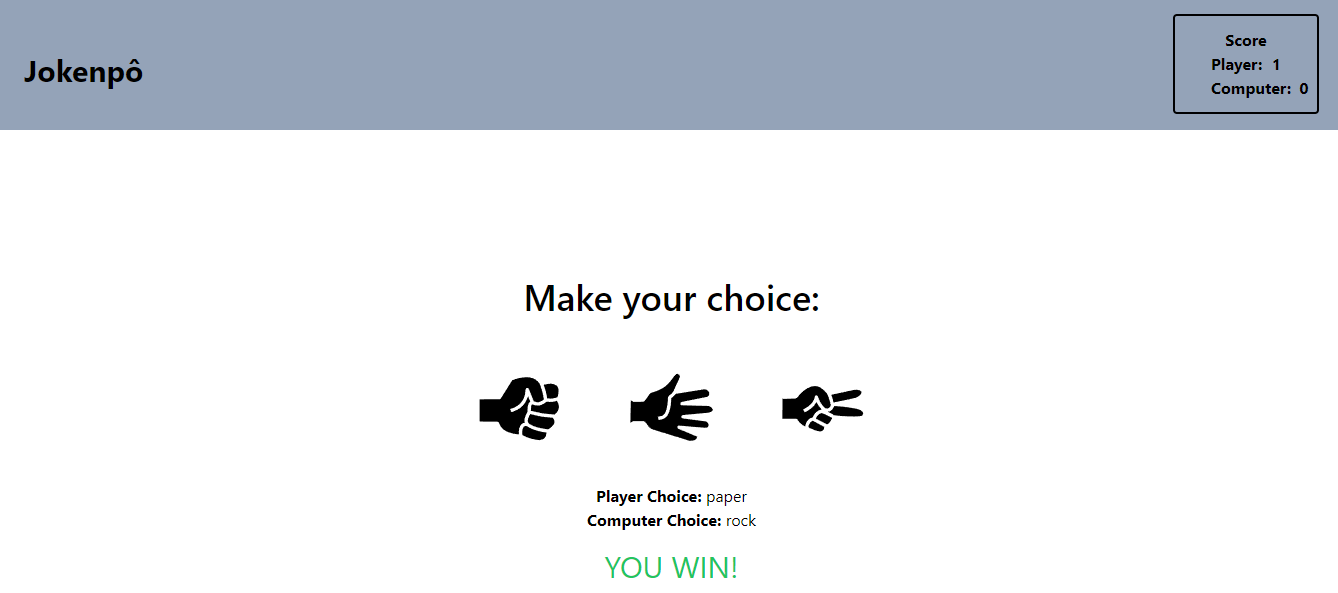 Jokenpô
Score
Player: 1
Computer: 0
Make your choice:
Player Choice: paper
Computer Choice: rock
YOU WIN!